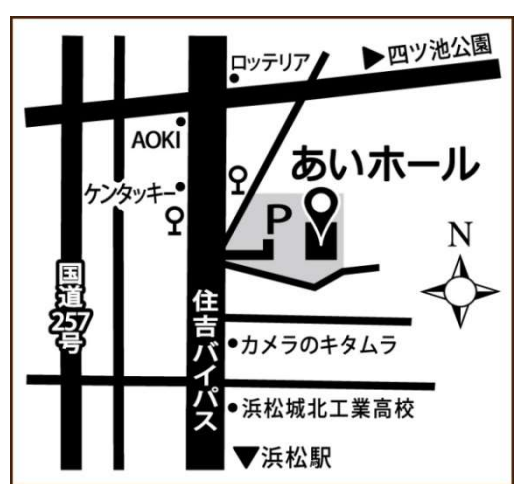 ロッテリア
▶四ツ池公園
AOKI
あいホール
ケンタッキー
P
N
国道257号
住吉バイパス
カメラのキタムラ
浜松城北工業高校
▼浜松駅